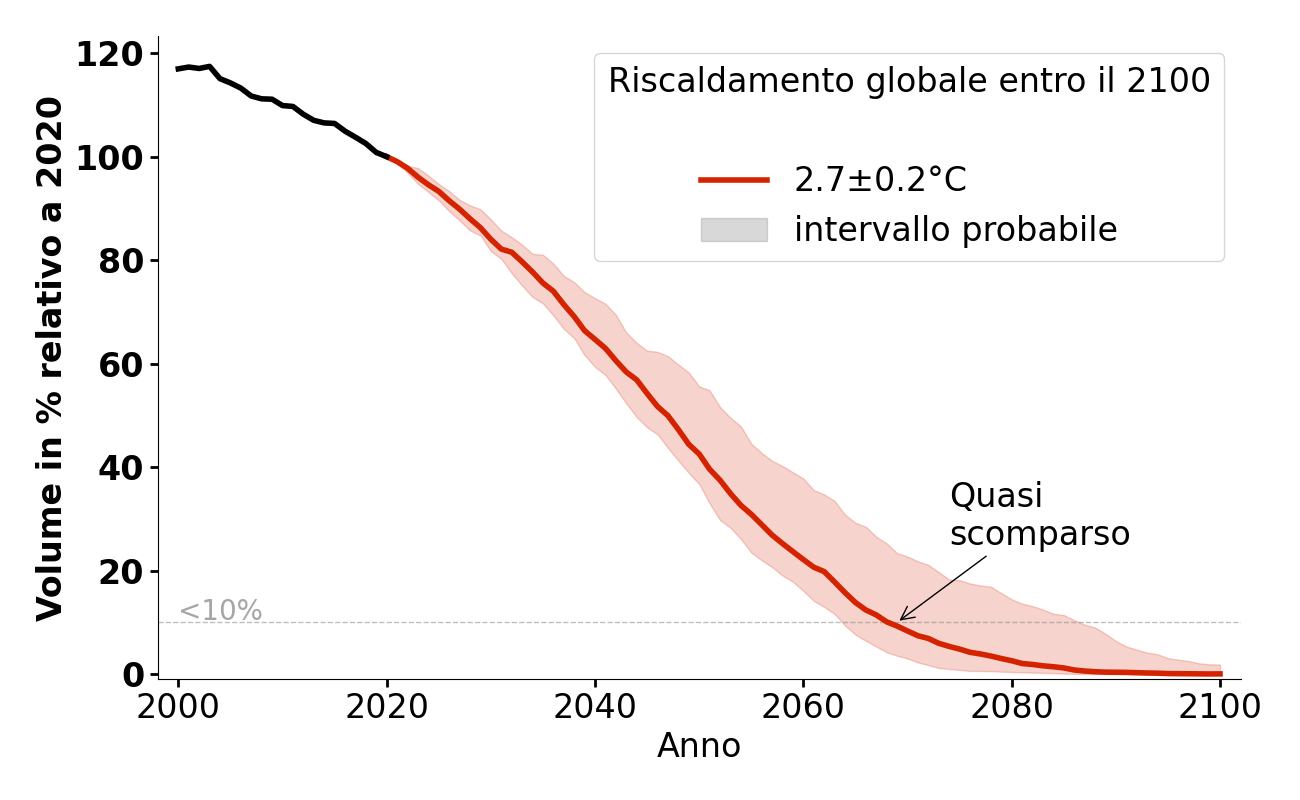 Volume in % relativo a 2020
120
100
80
60
40
20
0
Riscaldamento globale entro il 2100
2.7±0.2°C
intervallo probabile
Quasi
scomparso
<10%
2000 2020 2040 2060 2080 2100
Anno